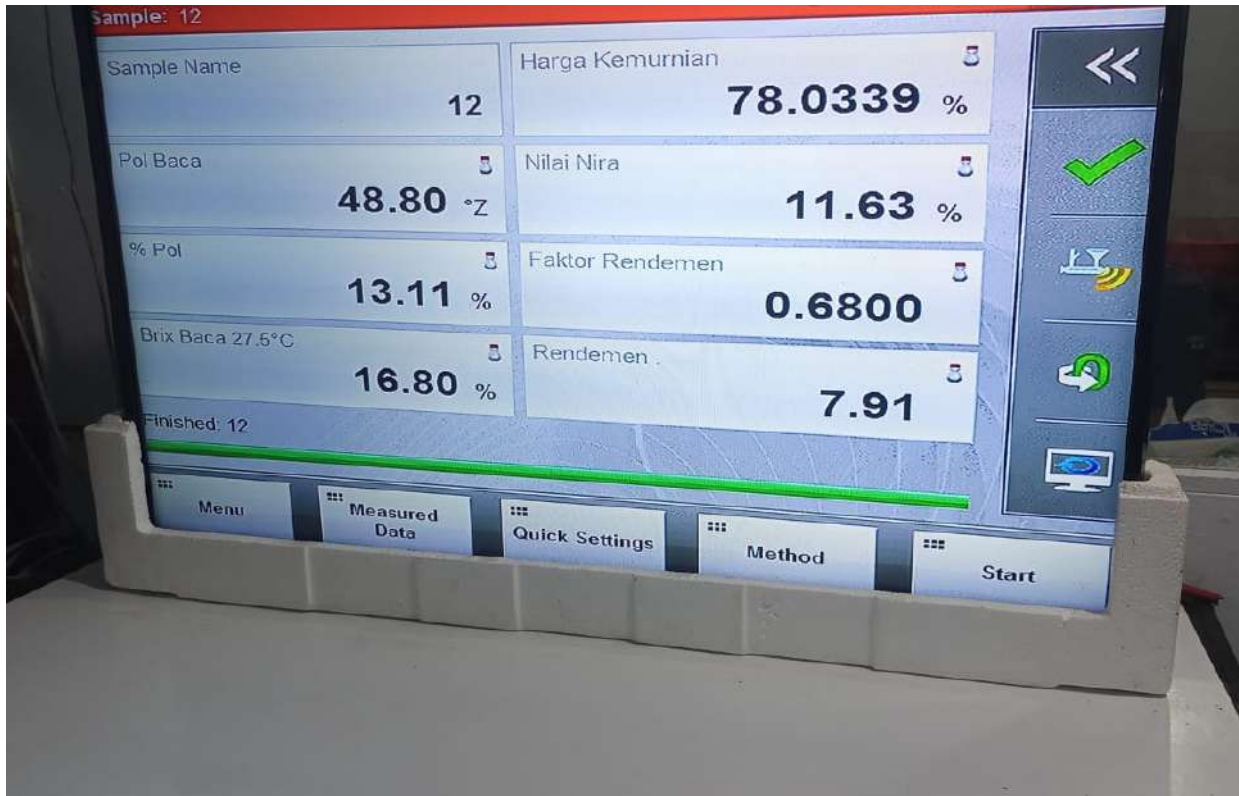 Sample: 12
Sample Name
12
Harga Kemurnian
78.0339 %
Pol Baca
48.80 °Z
Nilai Nira
11.63 %
% Pol
13.11 %
Faktor Rendemen
0.6800
Brix Baca 27.5°C
16.80 %
Rendemen .
7.91
Finished: 12
Menu
Measured
Data
Quick Settings
Method
Start